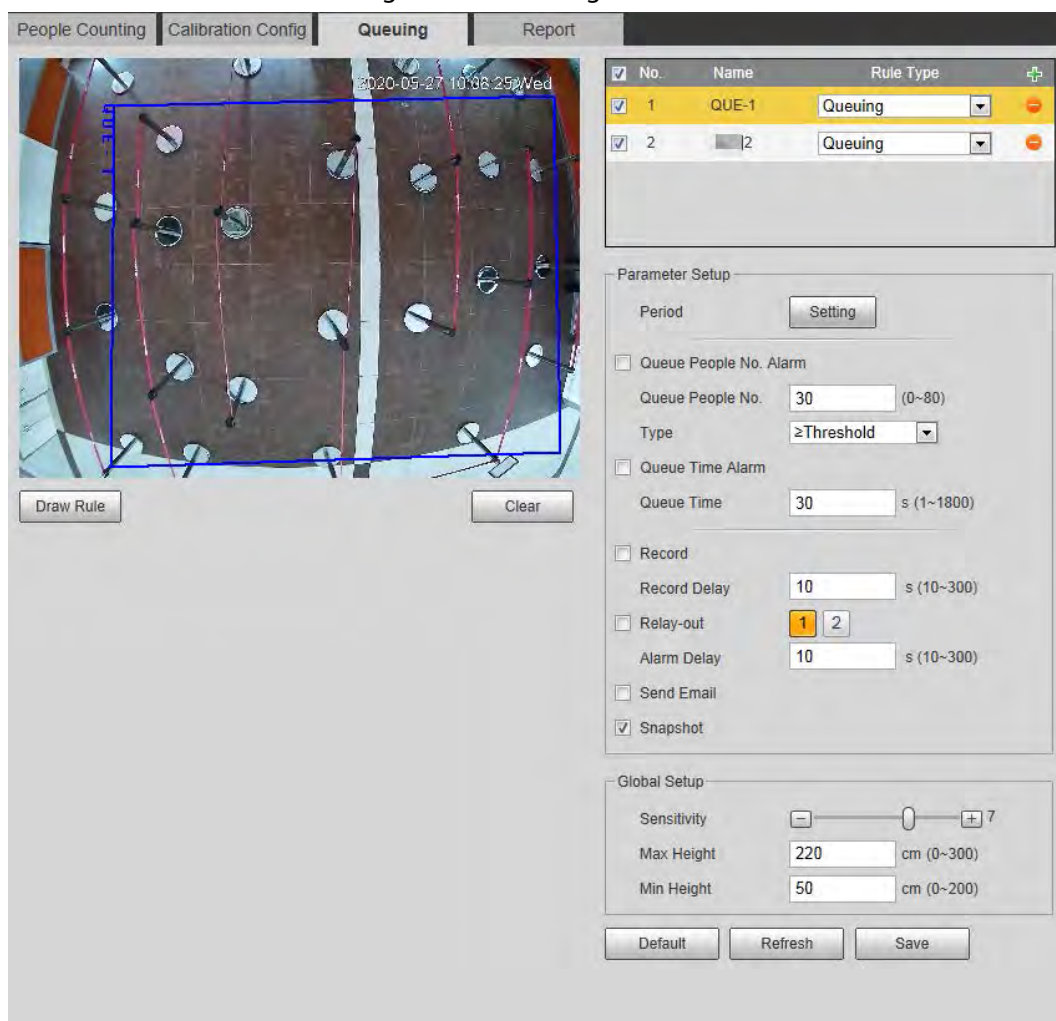 People Counting Calibration Config Queuing Report
2020-05-27 10:08:25 Wed
QUE-1
No. Name Rule Type
1 QUE-1 Queuing
2 2 Queuing
Parameter Setup
Period Setting
Queue People No. Alarm
Queue People No. 30 (0~80)
Type ≥Threshold
Queue Time Alarm
Queue Time 30 s (1~1800)
Draw Rule Clear
Record
Record Delay 10 s (10~300)
Relay-out 1 2
Alarm Delay 10 s (10~300)
Send Email
Snapshot
Global Setup
Sensitivity 7
Max Height 220 cm (0~300)
Min Height 50 cm (0~200)
Default Refresh Save